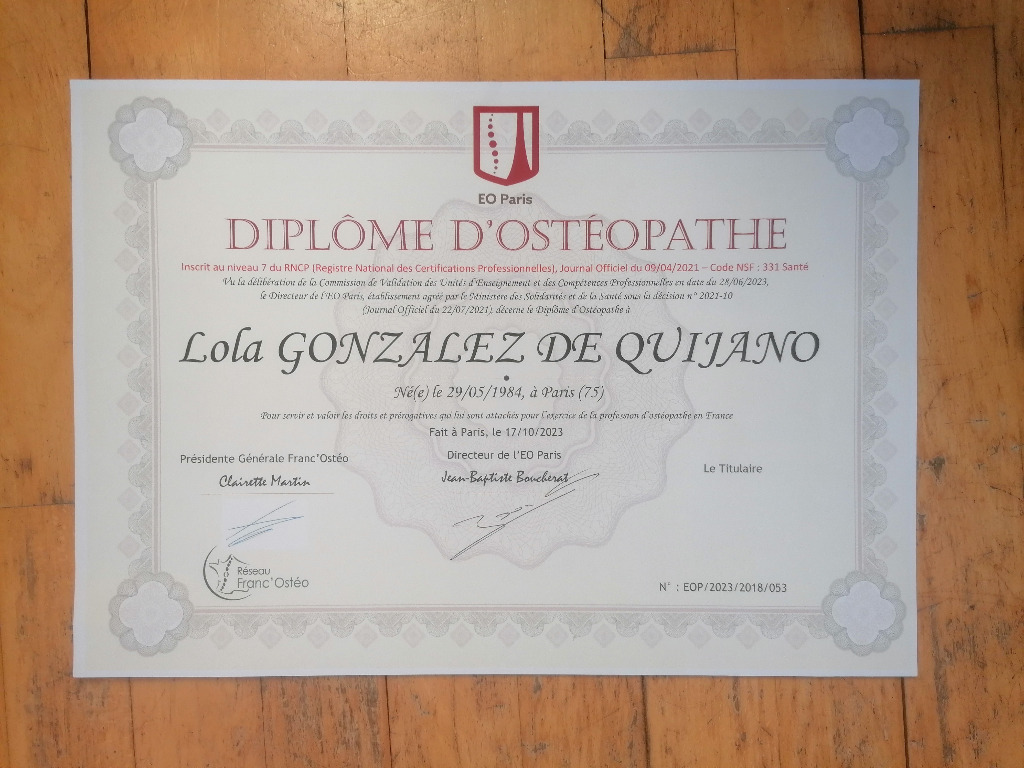 EO Paris
DIPLÔME D'OSTÉOPATHE
Inscrit au niveau 7 du RNCP (Registre National des Certifications Professionnelles), Journal Officiel du 09/04/2021 – Code NSF : 331 Santé
Vu la délibération de la Commission de Validation des Unités d'Enseignement et des Compétences Professionnelles en date du 28/06/2023,
le Directeur de l'EO Paris, établissement agréé par le Ministère des Solidarités et de la Santé sous la décision n° 2021-10
(Journal Officiel du 22/07/2021), décerne le Diplôme d'Ostéopathe à
Lola GONZALEZ DE QUIJANO
Né(e) le 29/05/1984, à Paris (75)
Pour servir et valoir les droits et prérogatives qui lui sont attachés pour l'exercice de la profession d'ostéopathe en France
Fait à Paris, le 17/10/2023
Présidente Générale Franc'Ostéo
Clairette Martin
Directeur de l'EO Paris
Jean-Baptiste Boucherat
Le Titulaire
Réseau
Franc'Ostéo
N° : EOP/2023/2018/053